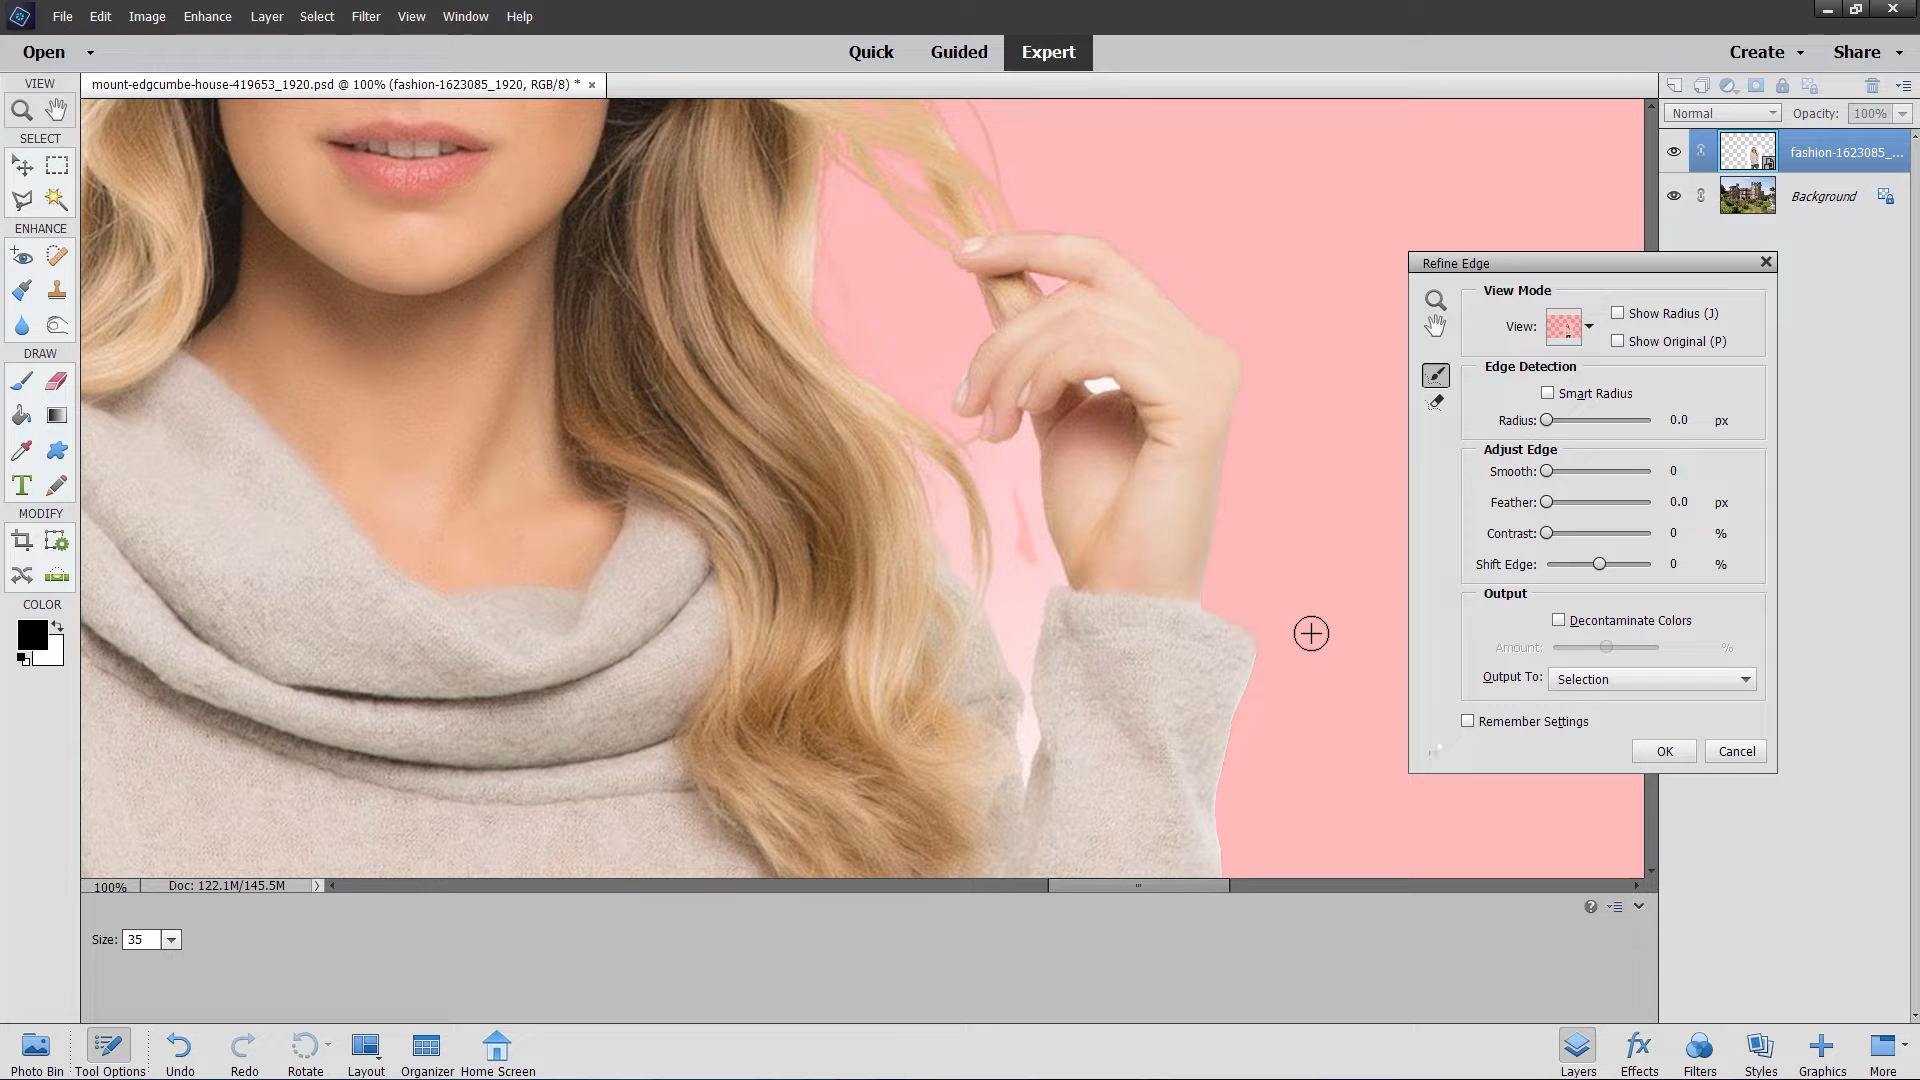 File Edit Image Enhance Layer Select Filter View Window Help
Open Quick Guided Expert Create Share
VIEW
mount-edgcumbe-house-419653_1920.psd @ 100% (fashion-1623085_1920, RGB/8) * ×
Normal Opacity: 100%
SELECT
fashion-1623085_...
Background
ENHANCE
DRAW
T
MODIFY
COLOR
Refine Edge
View Mode
View:
Show Radius (J)
Show Original (P)
Edge Detection
Smart Radius
Radius: 0.0 px
Adjust Edge
Smooth: 0
Feather: 0.0 px
Contrast: 0 %
Shift Edge: 0 %
Output
Decontaminate Colors
Amount: %
Output To: Selection
Remember Settings
OK Cancel
100% Doc: 122.1M/145.5M
Size: 35
Photo Bin Tool Options Undo Redo Rotate Layout Organizer Home Screen
fx
Layers Effects Filters Styles Graphics More